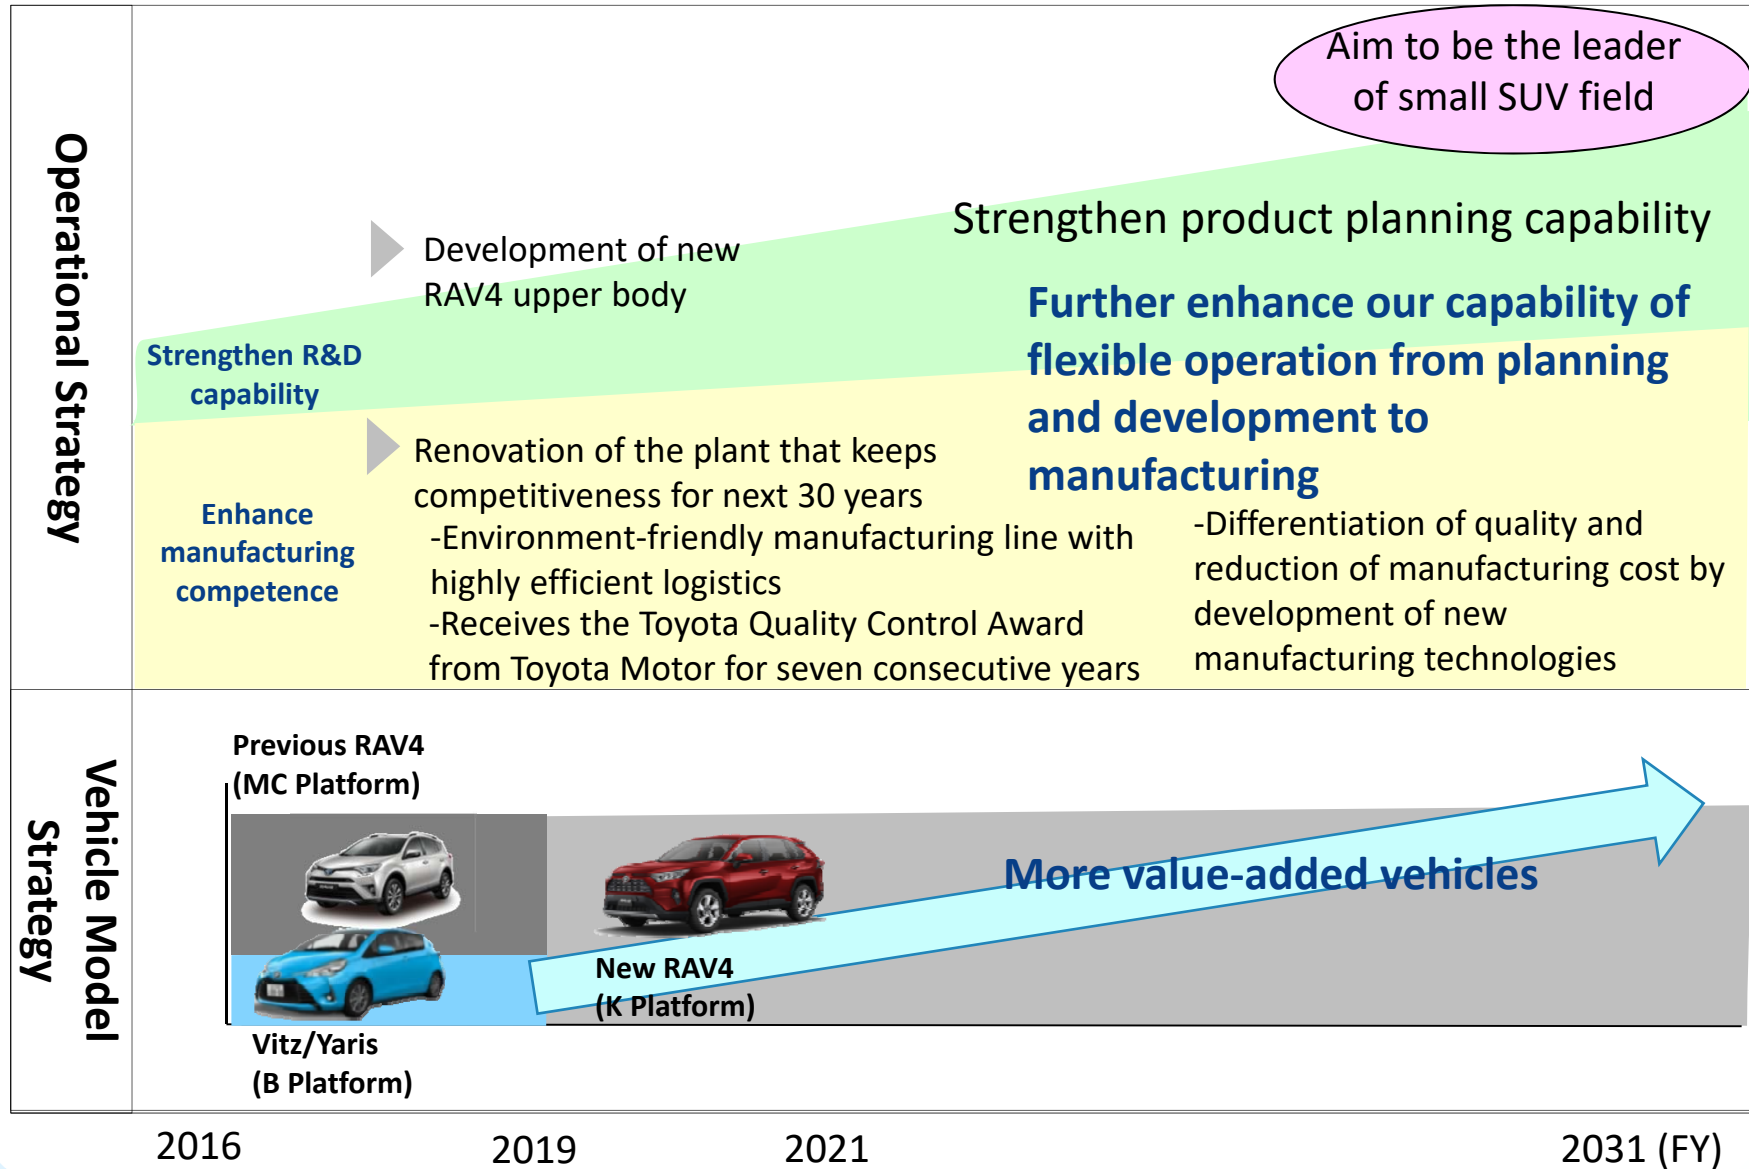 Operational Strategy
Aim to be the leader
of small SUV field
Strengthen product planning capability
Development of new
RAV4 upper body
Further enhance our capability of
flexible operation from planning
and development to
manufacturing
Strengthen R&D
capability
Renovation of the plant that keeps
competitiveness for next 30 years
-Environment-friendly manufacturing line with
highly efficient logistics
-Receives the Toyota Quality Control Award
from Toyota Motor for seven consecutive years
Enhance
manufacturing
competence
-Differentiation of quality and
reduction of manufacturing cost by
development of new
manufacturing technologies
Vehicle Model
Strategy
Previous RAV4
(MC Platform)
More value-added vehicles
New RAV4
(K Platform)
Vitz/Yaris
(B Platform)
2016
2019
2021
2031 (FY)